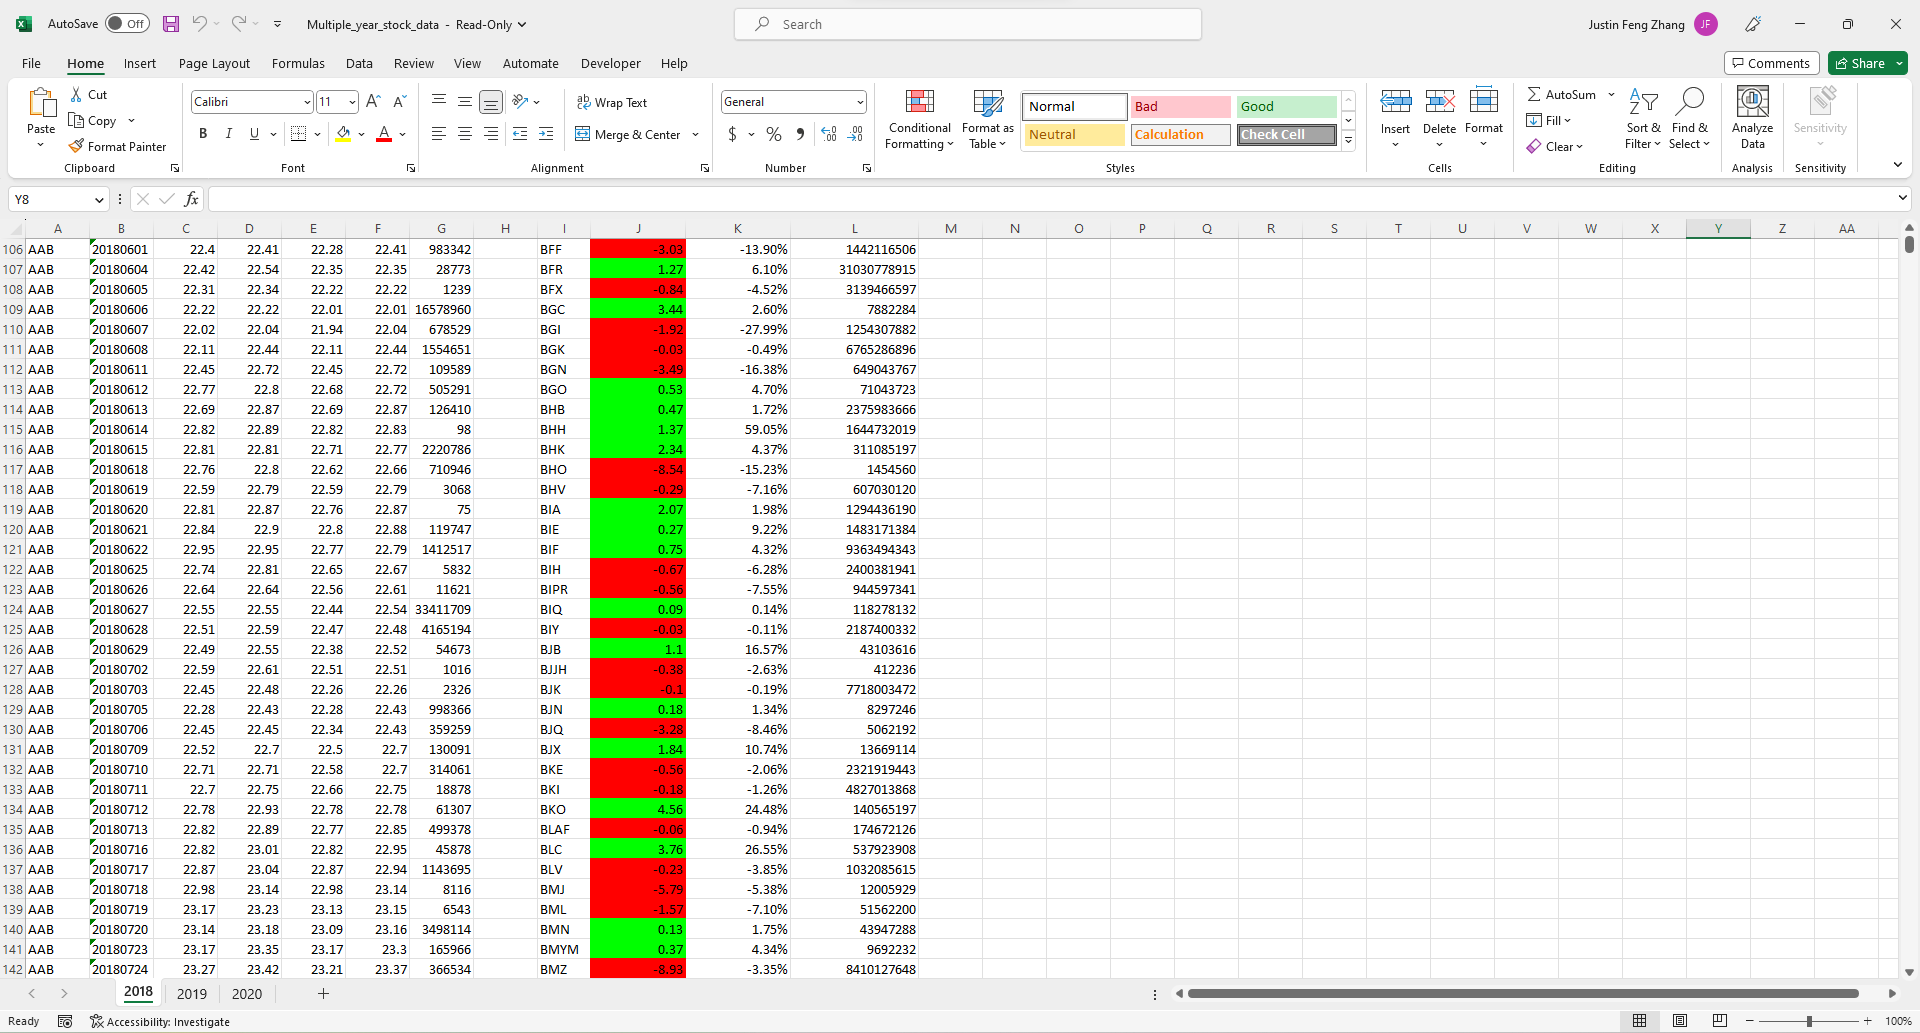 AutoSave Off Multiple_year_stock_data - Read-Only Search Justin Feng Zhang JF
File Home Insert Page Layout Formulas Data Review View Automate Developer Help Comments Share
Cut Calibri 11 Wrap Text General Normal Bad Good AutoSum
Paste Copy Conditional Formatting Format as Table Insert Delete Format Fill Sort & Filter Find & Select Analyze Data Sensitivity
Format Painter B I U Merge & Center $ % Neutral Calculation Check Cell Clear
Clipboard Font Alignment Number Styles Cells Editing Analysis Sensitivity
Y8 fx
A B C D E F G H I J K L M N O P Q R S T U V W X Y Z AA
106 AAB 20180601 22.4 22.41 22.28 22.41 983342 BFF -3.03 -13.90% 1442116506
107 AAB 20180604 22.42 22.54 22.35 22.35 28773 BFR 1.27 6.10% 31030778915
108 AAB 20180605 22.31 22.34 22.22 22.22 1239 BFX -0.84 -4.52% 3139466597
109 AAB 20180606 22.22 22.22 22.01 22.01 16578960 BGC 3.44 2.60% 7882284
110 AAB 20180607 22.02 22.04 21.94 22.04 678529 BGI -1.92 -27.99% 1254307882
111 AAB 20180608 22.11 22.44 22.11 22.44 1554651 BGK -0.03 -0.49% 6765286896
112 AAB 20180611 22.45 22.72 22.45 22.72 109589 BGN -3.49 -16.38% 649043767
113 AAB 20180612 22.77 22.8 22.68 22.72 505291 BGO 0.53 4.70% 71043723
114 AAB 20180613 22.69 22.87 22.69 22.87 126410 BHB 0.47 1.72% 2375983666
115 AAB 20180614 22.82 22.89 22.82 22.83 98 BHH 1.37 59.05% 1644732019
116 AAB 20180615 22.81 22.81 22.71 22.77 2220786 BHK 2.34 4.37% 311085197
117 AAB 20180618 22.76 22.8 22.62 22.66 710946 BHO -8.54 -15.23% 1454560
118 AAB 20180619 22.59 22.79 22.59 22.79 3068 BHV -0.29 -7.16% 607030120
119 AAB 20180620 22.81 22.87 22.76 22.87 75 BIA 2.07 1.98% 1294436190
120 AAB 20180621 22.84 22.9 22.8 22.88 119747 BIE 0.27 9.22% 1483171384
121 AAB 20180622 22.95 22.95 22.77 22.79 1412517 BIF 0.75 4.32% 9363494343
122 AAB 20180625 22.74 22.81 22.65 22.67 5832 BIH -0.67 -6.28% 2400381941
123 AAB 20180626 22.64 22.64 22.56 22.61 11621 BIPR -0.56 -7.55% 944597341
124 AAB 20180627 22.55 22.55 22.44 22.54 33411709 BIQ 0.09 0.14% 118278132
125 AAB 20180628 22.51 22.59 22.47 22.48 4165194 BIY -0.03 -0.11% 2187400332
126 AAB 20180629 22.49 22.55 22.38 22.52 54673 BJB 1.1 16.57% 43103616
127 AAB 20180702 22.59 22.61 22.51 22.51 1016 BJJH -0.38 -2.63% 412236
128 AAB 20180703 22.45 22.48 22.26 22.26 2326 BJK -0.1 -0.19% 7718003472
129 AAB 20180705 22.28 22.43 22.28 22.43 998366 BJN 0.18 1.34% 8297246
130 AAB 20180706 22.45 22.45 22.34 22.43 359259 BJQ -3.28 -8.46% 5062192
131 AAB 20180709 22.52 22.7 22.5 22.7 130091 BJX 1.84 10.74% 13669114
132 AAB 20180710 22.71 22.71 22.58 22.7 314061 BKE -0.56 -2.06% 2321919443
133 AAB 20180711 22.7 22.75 22.66 22.75 18878 BKI -0.18 -1.26% 4827013868
134 AAB 20180712 22.78 22.93 22.78 22.78 61307 BKO 4.56 24.48% 140565197
135 AAB 20180713 22.82 22.89 22.77 22.85 499378 BLAF -0.06 -0.94% 174672126
136 AAB 20180716 22.82 23.01 22.82 22.95 45878 BLC 3.76 26.55% 537923908
137 AAB 20180717 22.87 23.04 22.87 22.94 1143695 BLV -0.23 -3.85% 1032085615
138 AAB 20180718 22.98 23.14 22.98 23.14 8116 BMJ -5.79 -5.38% 12005929
139 AAB 20180719 23.17 23.23 23.13 23.15 6543 BML -1.57 -7.10% 51562200
140 AAB 20180720 23.14 23.18 23.09 23.16 3498114 BMN 0.13 1.75% 43947288
141 AAB 20180723 23.17 23.35 23.17 23.3 165966 BMYM 0.37 4.34% 9692232
142 AAB 20180724 23.27 23.42 23.21 23.37 366534 BMZ -8.93 -3.35% 8410127648
2018 2019 2020
Ready Accessibility: Investigate 100%